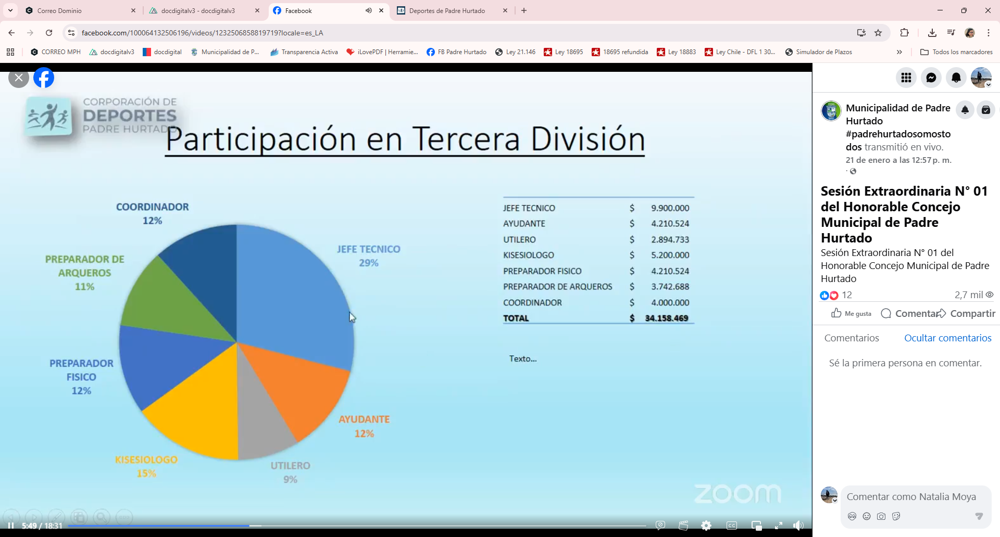 Correo Dominio
docdigitalv3 - docdigitalv3
Facebook
Deportes de Padre Hurtado
facebook.com/100064132506196/videos/1232506858819719?locale=es_LA
CORREO MPH
docdigitalv3
docdigital
Municipalidad de P...
Transparencia Activa
iLovePDF | Herramie...
FB Padre Hurtado
Ley 21.146
Ley 18695
18695 refundida
Ley 18883
Ley Chile - DFL 1 30...
Simulador de Plazos
Todos los marcadores
CORPORACIÓN DE
DEPORTES
PADRE HURTADO
Participación en Tercera División
COORDINADOR
12%
PREPARADOR DE
ARQUEROS
11%
PREPARADOR
FISICO
12%
KISESIOLOGO
15%
UTILERO
9%
AYUDANTE
12%
JEFE TECNICO
29%
JEFE TECNICO $ 9.900.000
AYUDANTE $ 4.210.524
UTILERO $ 2.894.733
KISESIOLOGO $ 5.200.000
PREPARADOR FISICO $ 4.210.524
PREPARADOR DE ARQUEROS $ 3.742.688
COORDINADOR $ 4.000.000
TOTAL $ 34.158.469
Texto...
zoom
5:49 / 18:31
CC
Municipalidad de Padre
Hurtado
#padrehurtadosomosto
dos transmitió en vivo.
21 de enero a las 12:57 p. m.
·
Sesión Extraordinaria N° 01
del Honorable Concejo
Municipal de Padre
Hurtado
Sesión Extraordinaria N° 01 del
Honorable Concejo Municipal de Padre
Hurtado
12
2,7 mil
Me gusta
Comentar
Compartir
Comentarios
Ocultar comentarios
Sé la primera persona en comentar.
Comentar como Natalia Moya